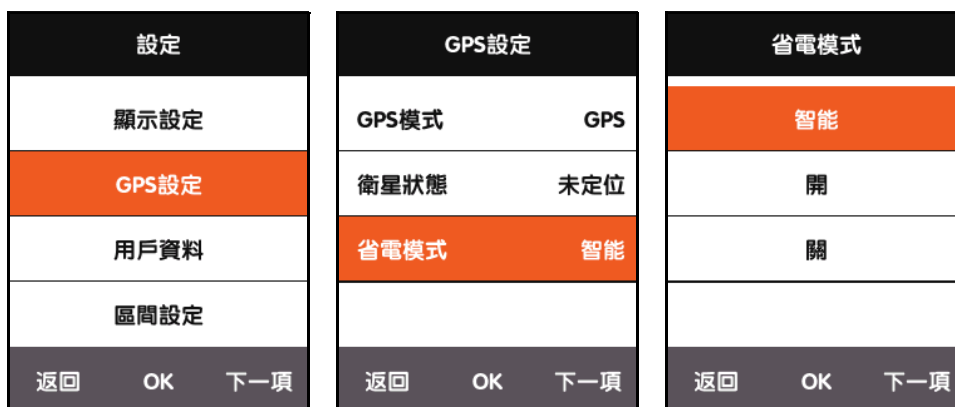 設定
顯示設定
GPS設定
用戶資料
區間設定
返回 OK 下一項
GPS設定
GPS模式 GPS
衛星狀態 未定位
省電模式 智能
返回 OK 下一項
省電模式
智能
開
關
返回 OK 下一項